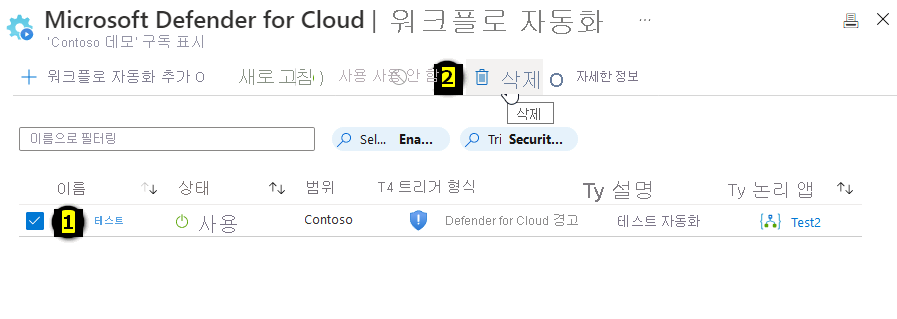 Microsoft Defender for Cloud | 워크플로 자동화 ...
'Contoso 데모' 구독 표시
워크플로 자동화 추가 O 새로 고침 ) 사용 사용 안 함 2 삭제 O 자세한 정보
삭제
이름으로 필터링 Sel... Ena... Tri Securit...
이름 ↑↓ 상태 ↑↓ 범위 T4 트리거 형식 Ty 설명 Ty 논리 앱 ↑↓
1 테스트 사용 Contoso Defender for Cloud 경고 테스트 자동화 Test2